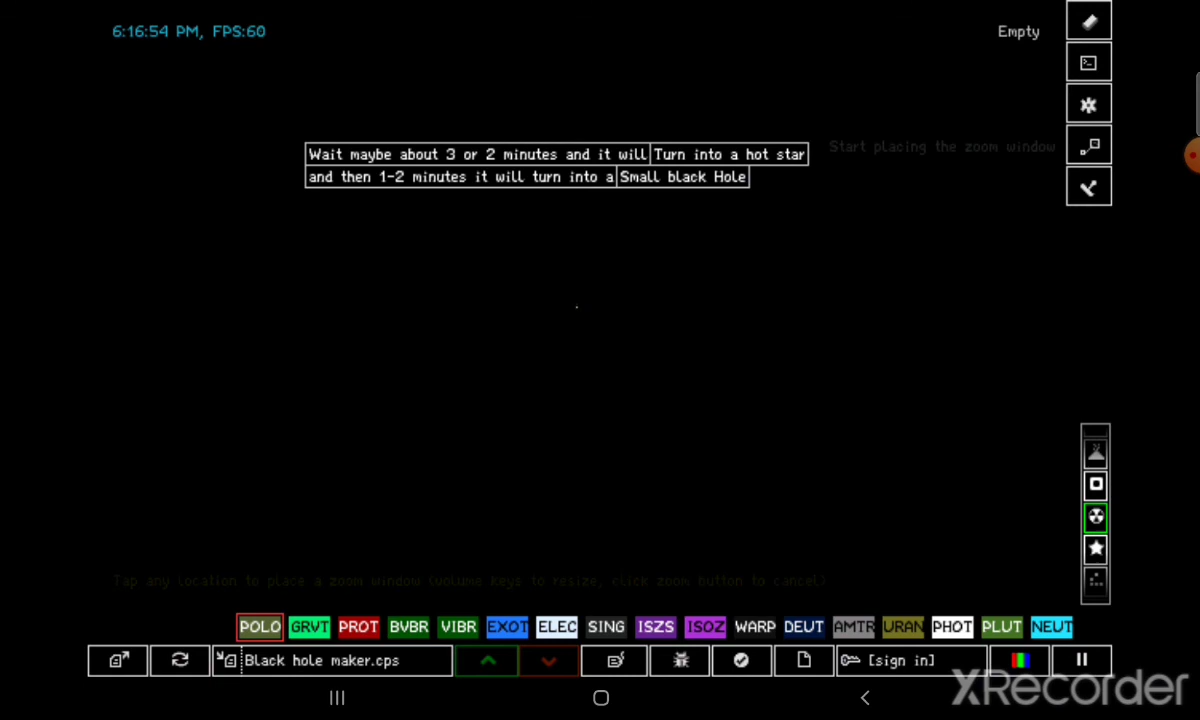 6:16:54 PM, FPS:60
Empty
Wait maybe about 3 or 2 minutes and it will Turn into a hot star
and then 1-2 minutes it will turn into a Small black Hole
Start placing the zoom window
Tap any location to place a zoom window (volume keys to resize, click zoom button to cancel)
POLO GRVT PROT BVBR VIBR EXOT ELEC SING ISZS ISOZ WARP DEUT AMTR URAN PHOT PLUT NEUT
Black hole maker.cps
[sign in]
XRecorder